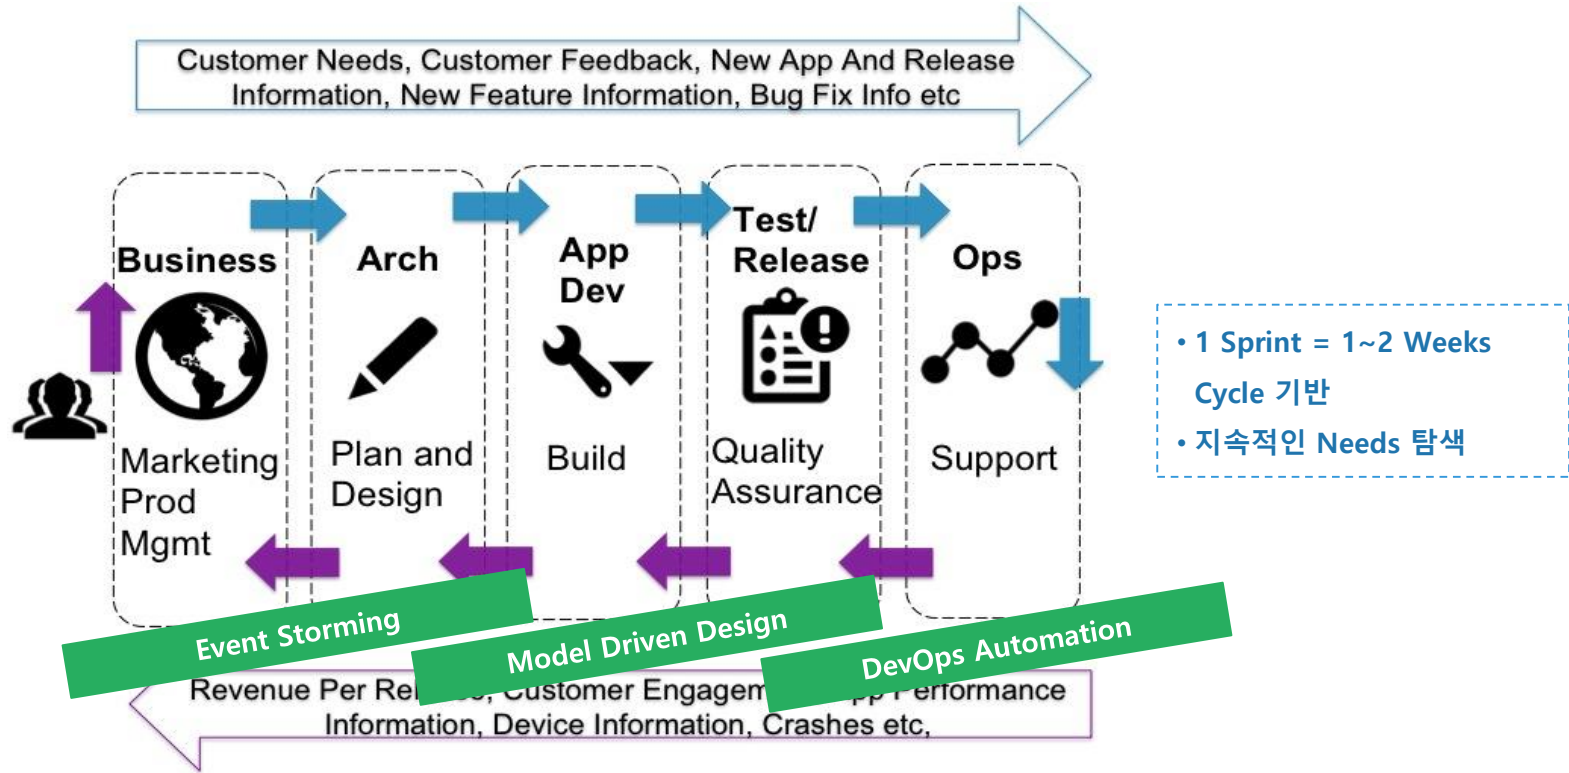 Customer Needs, Customer Feedback, New App And Release
Information, New Feature Information, Bug Fix Info etc
Business
Marketing
Prod
Mgmt
Arch
Plan and
Design
App
Dev
Build
Test/
Release
Quality
Assurance
Ops
Support
• 1 Sprint = 1~2 Weeks
Cycle 기반
• 지속적인 Needs 탐색
Event Storming
Model Driven Design
DevOps Automation
Revenue Per Customer Performance
Information, Device Information, Crashes etc,